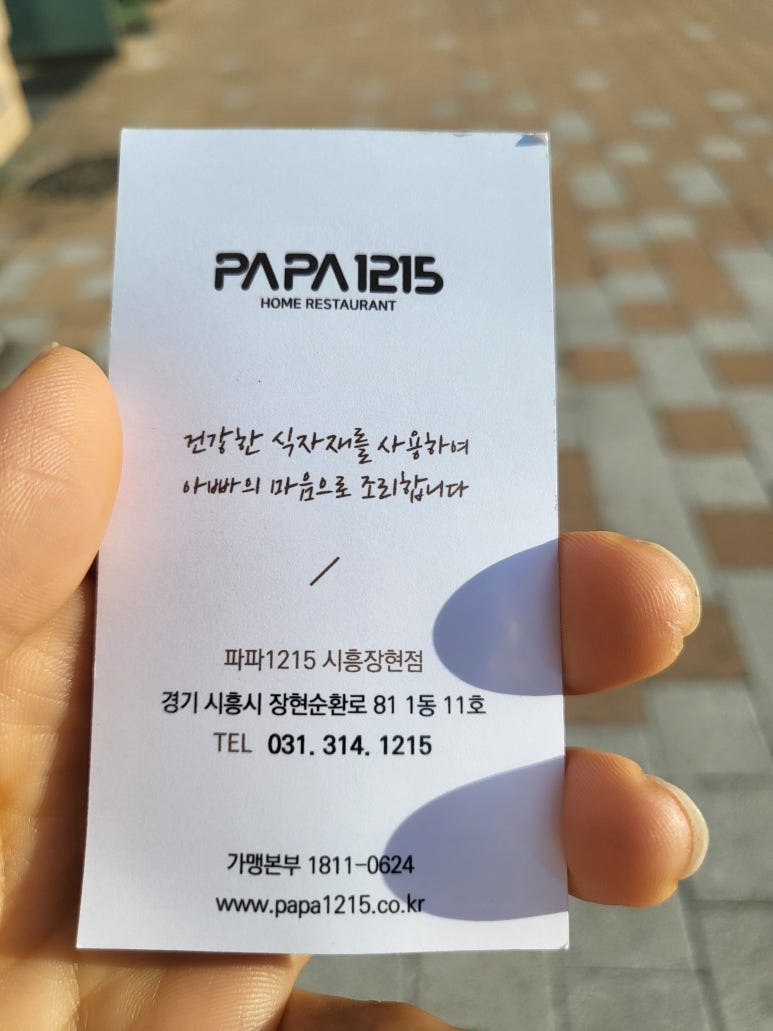 PAPA1215
HOME RESTAURANT
건강한 식자재를 사용하여
아빠의 마음으로 조리합니다
/
파파1215 시흥장현점
경기 시흥시 장현순환로 81 1동 11호
TEL 031. 314. 1215
가맹본부 1811-0624
www.papa1215.co.kr